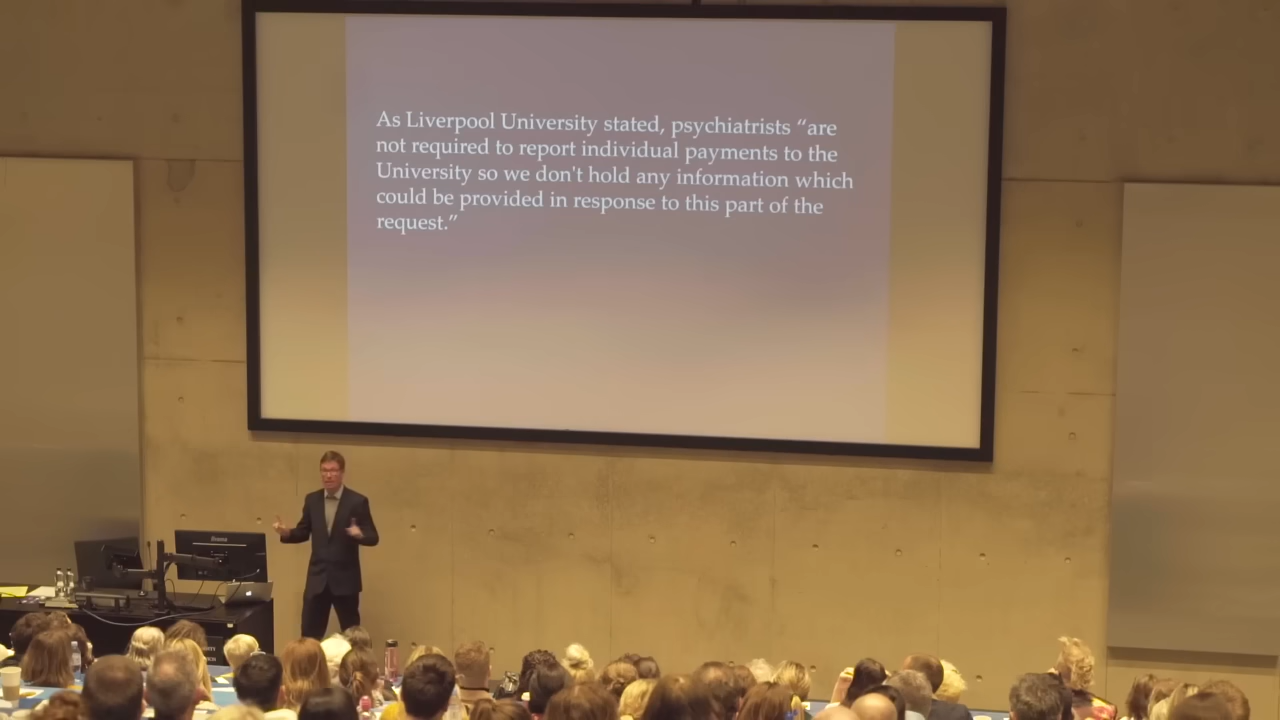 As Liverpool University stated, psychiatrists “are
not required to report individual payments to the
University so we don't hold any information which
could be provided in response to this part of the
request.”